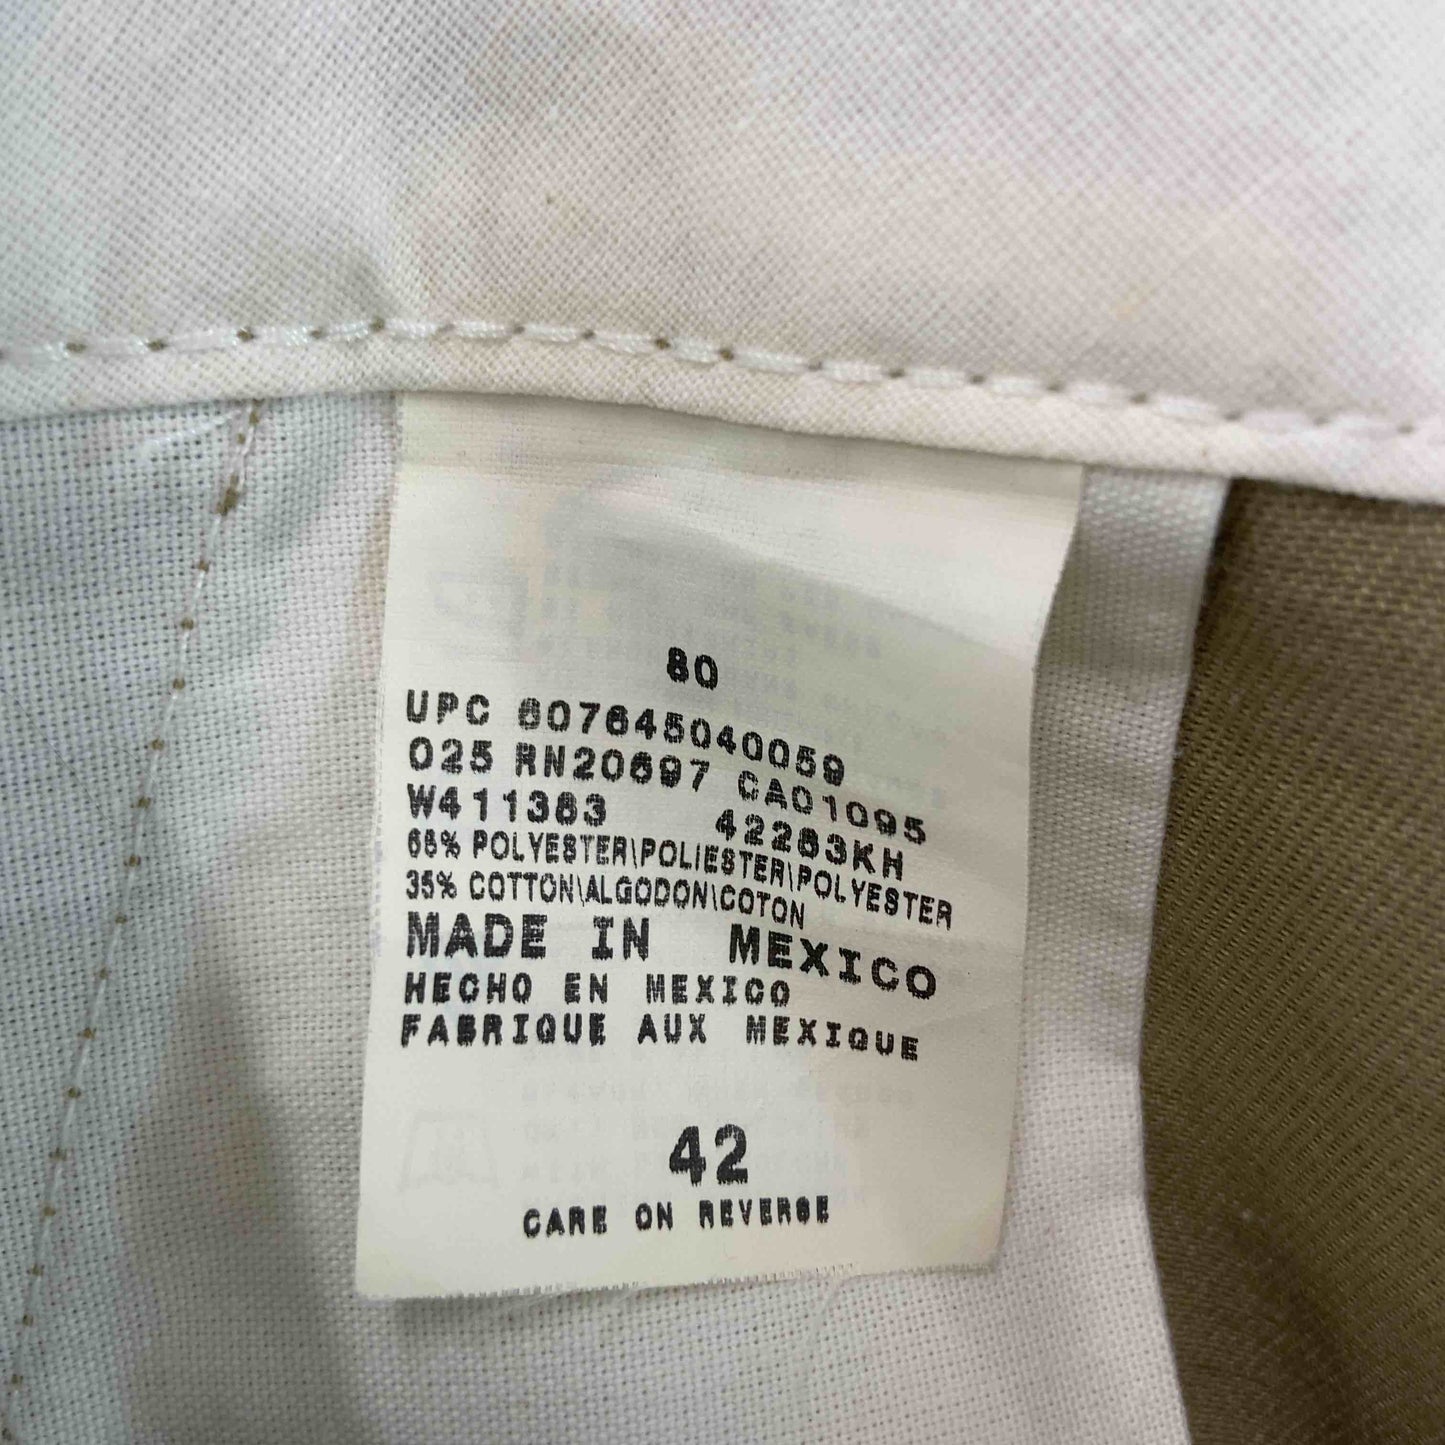 80
UPC 607645040059
025 RN20697 CA01095
W411383 42283KH
65% POLYESTER\POLIESTER\POLYESTER
35% COTTON\ALGODON\COTON
MADE IN MEXICO
HECHO EN MEXICO
FABRIQUE AUX MEXIQUE
42
CARE ON REVERSE